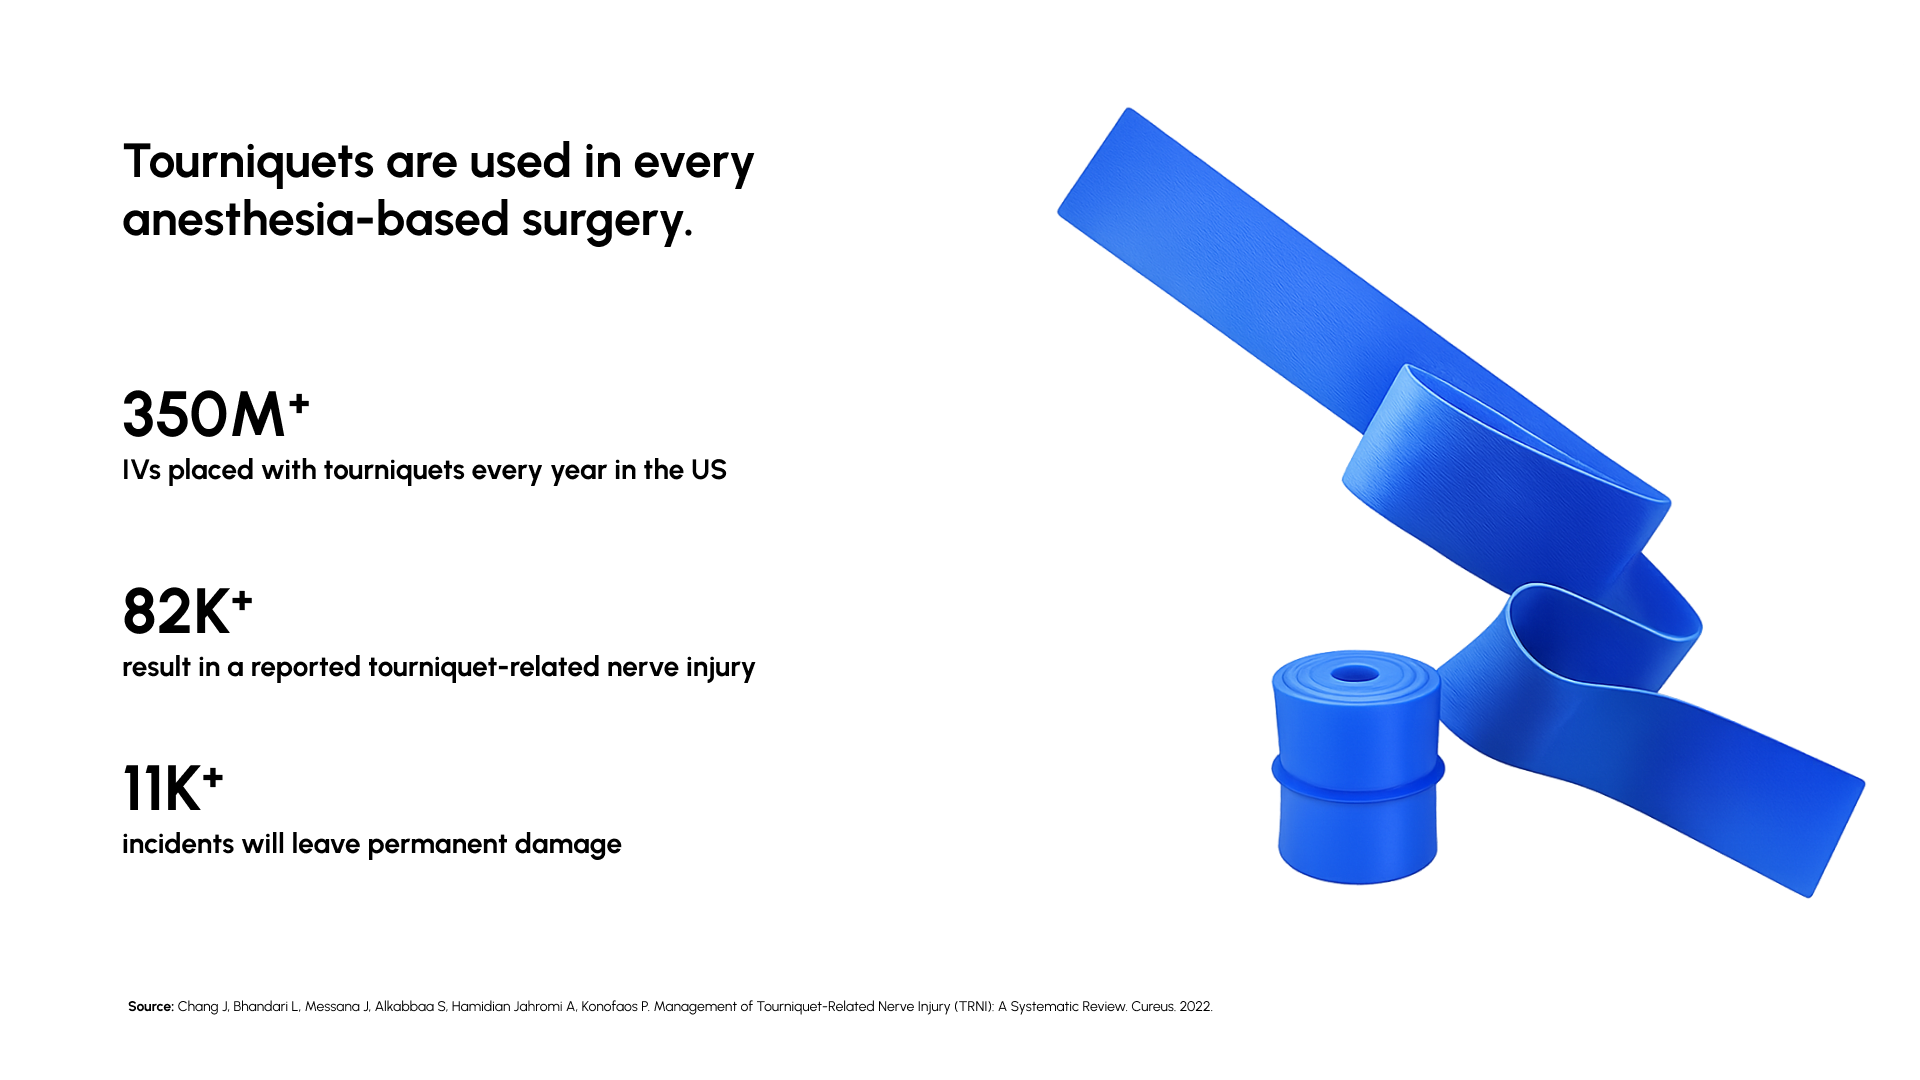 Tourniquets are used in every
anesthesia-based surgery.
350M+
IVs placed with tourniquets every year in the US
82K+
result in a reported tourniquet-related nerve injury
11K+
incidents will leave permanent damage
Source: Chang J, Bhandari L, Messana J, Alkabbaa S, Hamidian Jahromi A, Konofaos P. Management of Tourniquet-Related Nerve Injury (TRNI): A Systematic Review. Cureus. 2022.